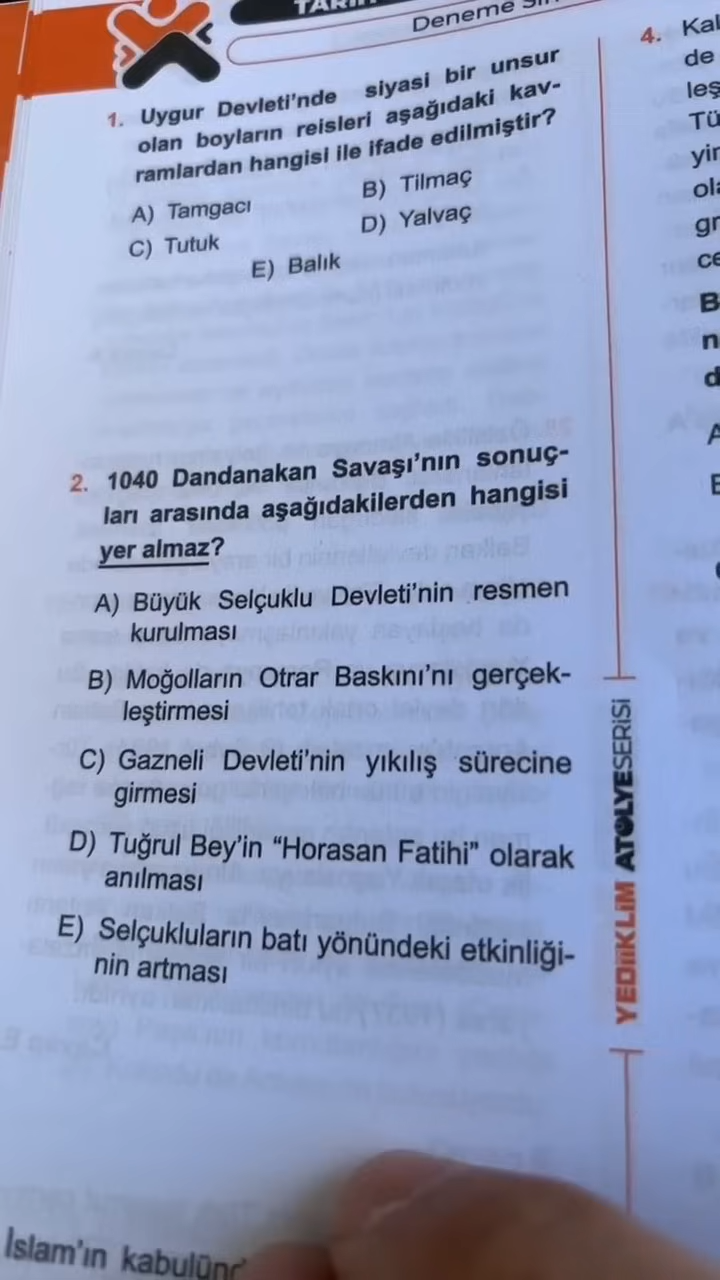 Deneme
1. Uygur Devleti'nde siyasi bir unsur
olan boyların reisleri aşağıdaki kav-
ramlardan hangisi ile ifade edilmiştir?
A) Tamgacı
B) Tilmaç
C) Tutuk
D) Yalvaç
E) Balık
2. 1040 Dandanakan Savaşı'nın sonuç-
ları arasında aşağıdakilerden hangisi
yer almaz?
A) Büyük Selçuklu Devleti'nin resmen
kurulması
B) Moğolların Otrar Baskını'nı gerçek-
leştirmesi
C) Gazneli Devleti'nin yıkılış sürecine
girmesi
D) Tuğrul Bey'in “Horasan Fatihi” olarak
anılması
E) Selçukluların batı yönündeki etkinliği-
nin artması
İslam'ın
YEDİİKLİM ATOLYESERİSİ
4.
de